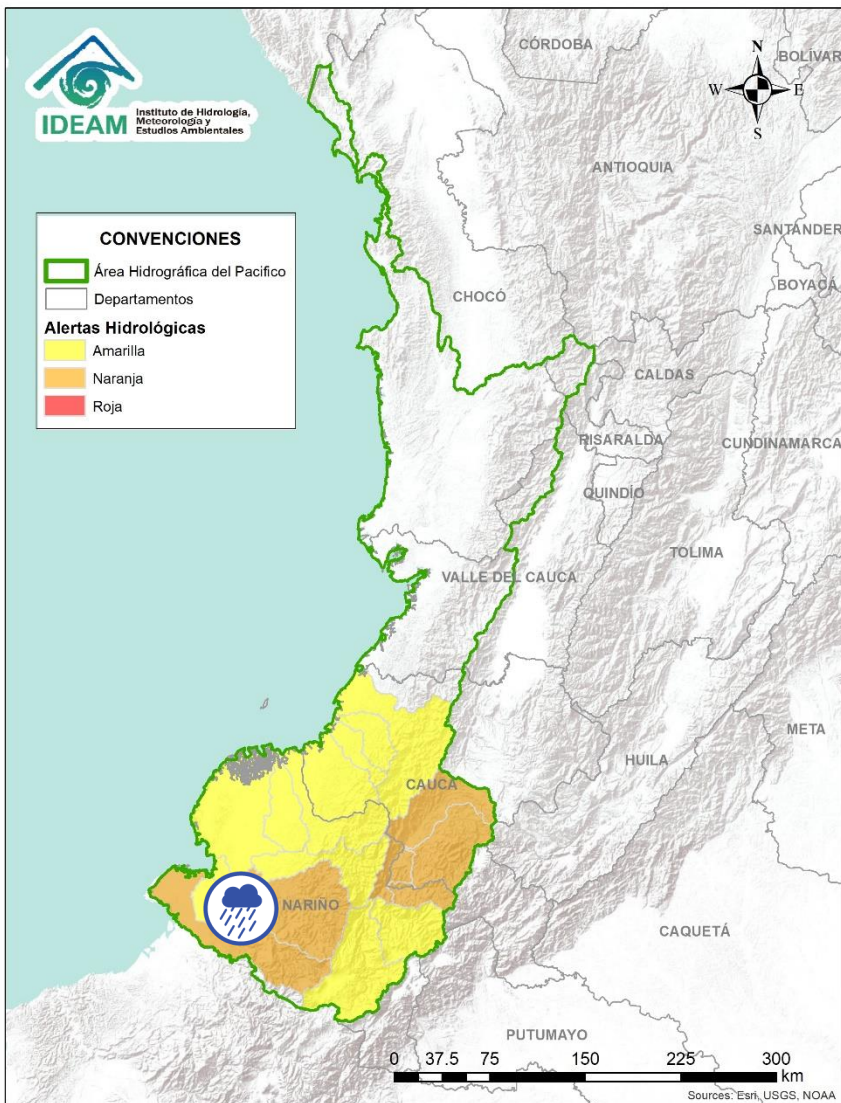 IDEAM
Instituto de Hidrología,
Meteorología y
Estudios Ambientales
CÓRDOBA
BOLÍVAR
N
W
E
S
ANTIOQUIA
SANTANDER
BOYACÁ
CONVENCIONES
Área Hidrográfica del Pacifico
Departamentos
Alertas Hidrológicas
Amarilla
Naranja
Roja
CHOCÓ
CALDAS
RISARALDA
CUNDINAMARCA
QUINDÍO
TOLIMA
VALLE DEL CAUCA
META
HUILA
CAUCA
NARIÑO
CAQUETÁ
PUTUMAYO
0 37.5 75 150 225 300
km
Sources: Esri, USGS, NOAA